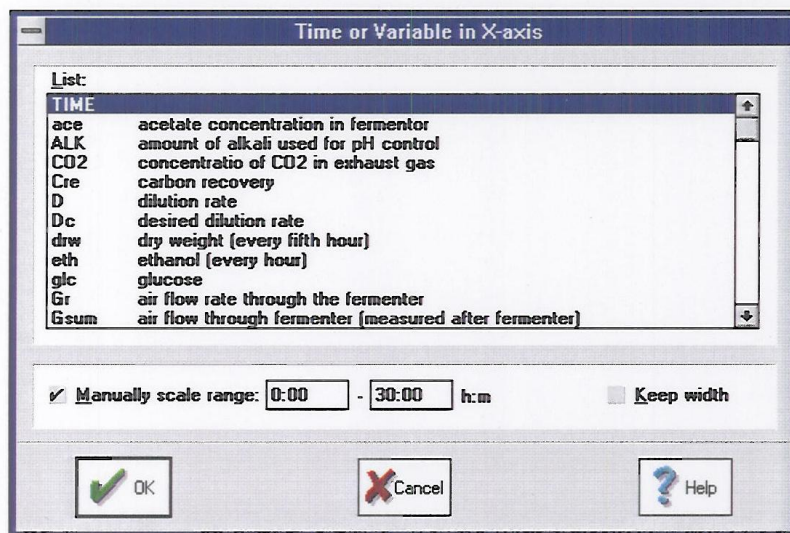 Time or Variable in X-axis
List:
TIME
ace acetate concentration in fermentor
ALK amount of alkali used for pH control
CO2 concentratio of CO2 in exhaust gas
Cre carbon recovery
D dilution rate
Dc desired dilution rate
drw dry weight (every fifth hour)
eth ethanol (every hour)
glc glucose
Gr air flow rate through the fermenter
Gsum air flow through fermenter (measured after fermenter)
Manually scale range: 0:00 - 30:00 h:m Keep width
OK Cancel Help